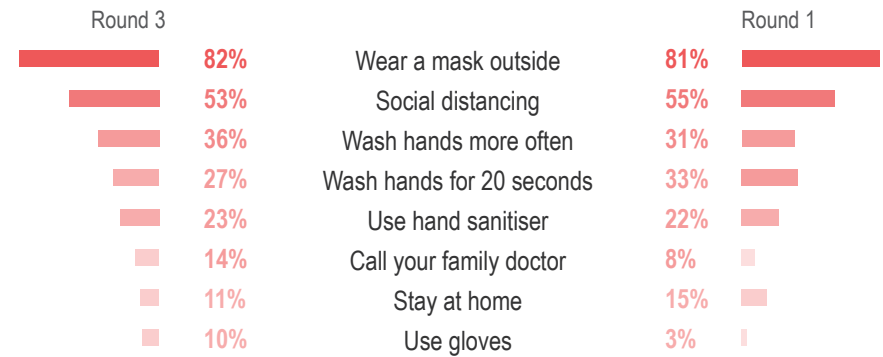 Round 3 Round 1
82% Wear a mask outside 81%
53% Social distancing 55%
36% Wash hands more often 31%
27% Wash hands for 20 seconds 33%
23% Use hand sanitiser 22%
14% Call your family doctor 8%
11% Stay at home 15%
10% Use gloves 3%